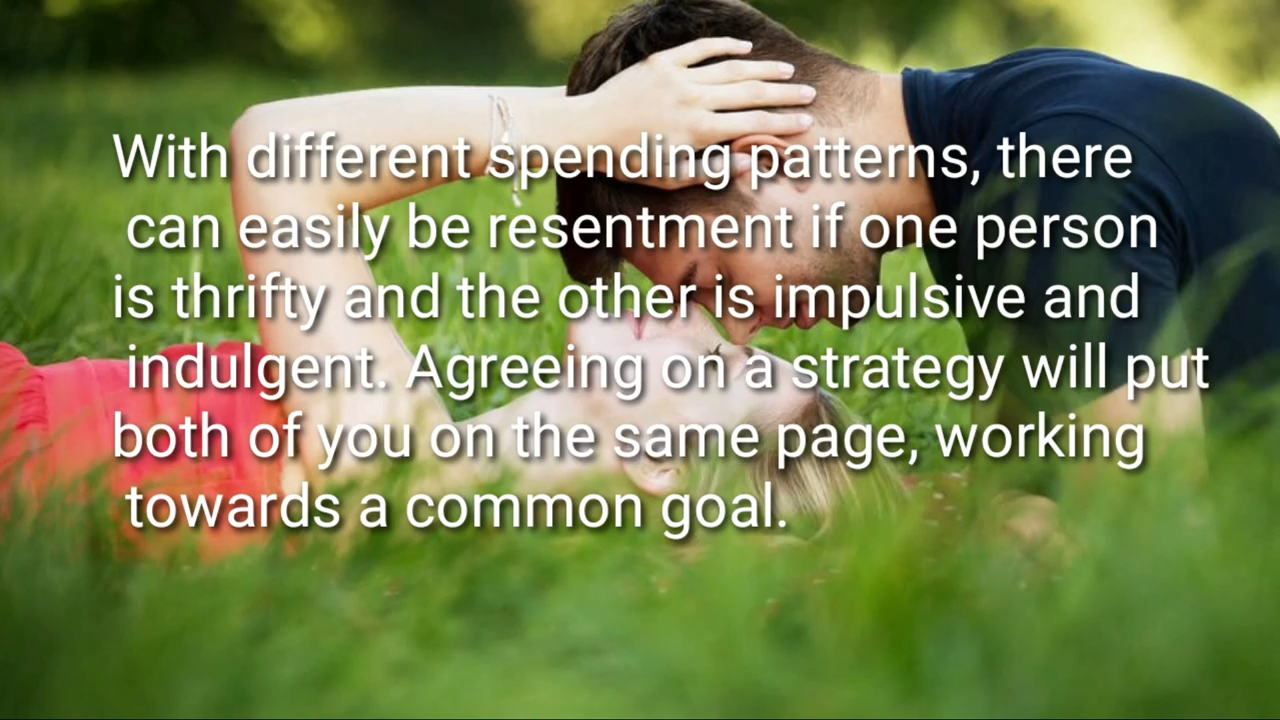 With different spending patterns, there
can easily be resentment if one person
is thrifty and the other is impulsive and
indulgent. Agreeing on a strategy will put
both of you on the same page, working
towards a common goal.